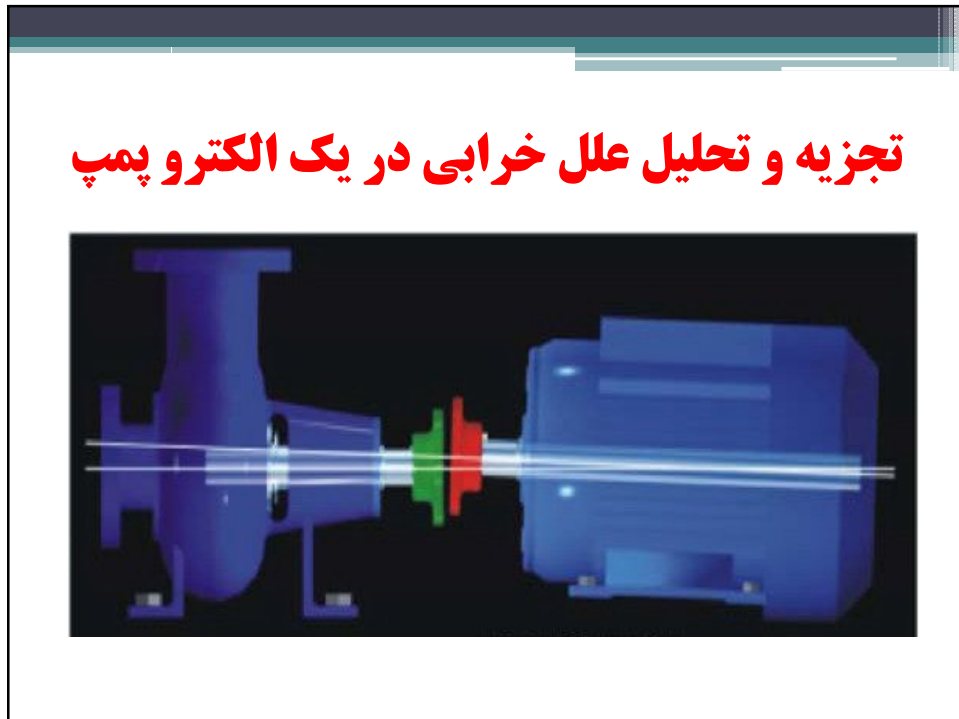 تجزیه و تحلیل علل خرابی در یک الکترو پمپ